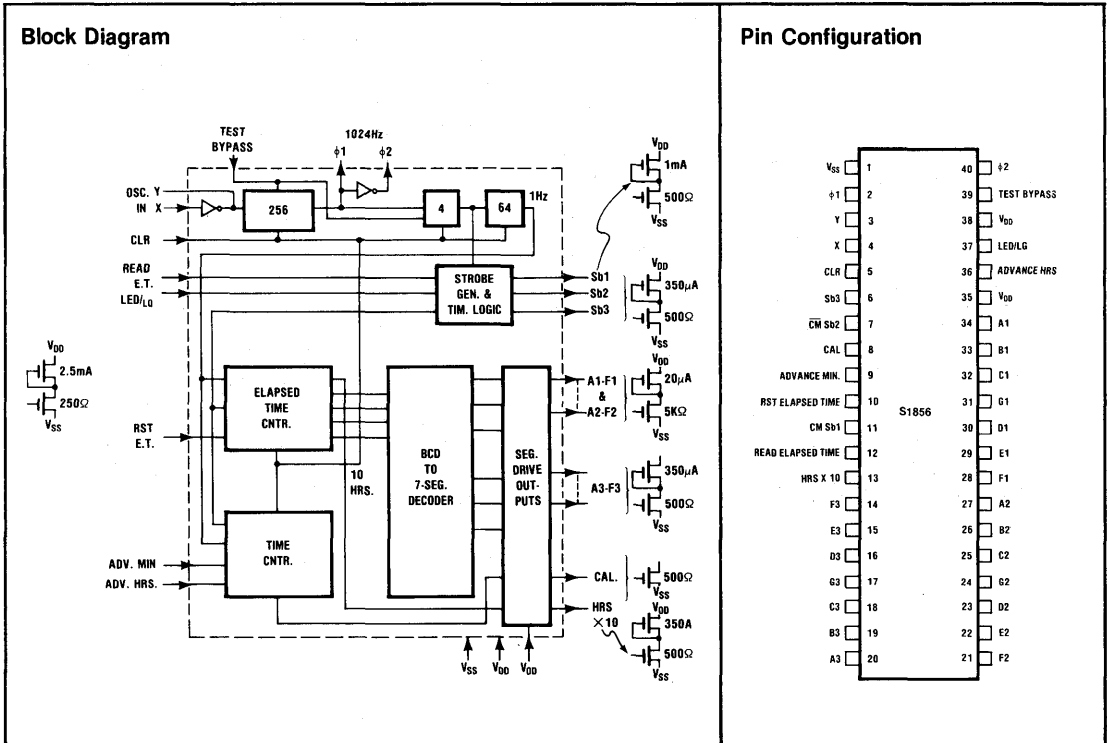 Block Diagram
TEST
BYPASS
1024Hz
ϕ1
ϕ2
OSC. Y
IN X
256
4
64
1Hz
CLR
READ
E.T.
LED/LQ
STROBE
GEN. &
TIM. LOGIC
Sb1
Sb2
Sb3
VDD
1mA
500Ω
VSS
VDD
350μA
500Ω
VSS
VDD
2.5mA
250Ω
VSS
ELAPSED
TIME
CNTR.
RST
E.T.
10
HRS.
BCD
TO
7-SEG.
DECODER
SEG.
DRIVE
OUT-
PUTS
A1-F1
&
A2-F2
VDD
20μA
5KΩ
VSS
A3-F3
350μA
500Ω
VSS
TIME
CNTR.
ADV. MIN
ADV. HRS.
CAL.
500Ω
VSS
HRS
×10
VDD
350A
500Ω
VSS
VSS
VDD
VDD
Pin Configuration
S1856
VSS 1
ϕ1 2
Y 3
X 4
CLR 5
Sb3 6
C̅M̅ Sb2 7
CAL 8
ADVANCE MIN. 9
RST ELAPSED TIME 10
CM Sb1 11
READ ELAPSED TIME 12
HRS X 10 13
F3 14
E3 15
D3 16
G3 17
C3 18
B3 19
A3 20
40 ϕ2
39 TEST BYPASS
38 VDD
37 LED/LG
36 ADVANCE HRS
35 VDD
34 A1
33 B1
32 C1
31 G1
30 D1
29 E1
28 F1
27 A2
26 B2
25 C2
24 G2
23 D2
22 E2
21 F2